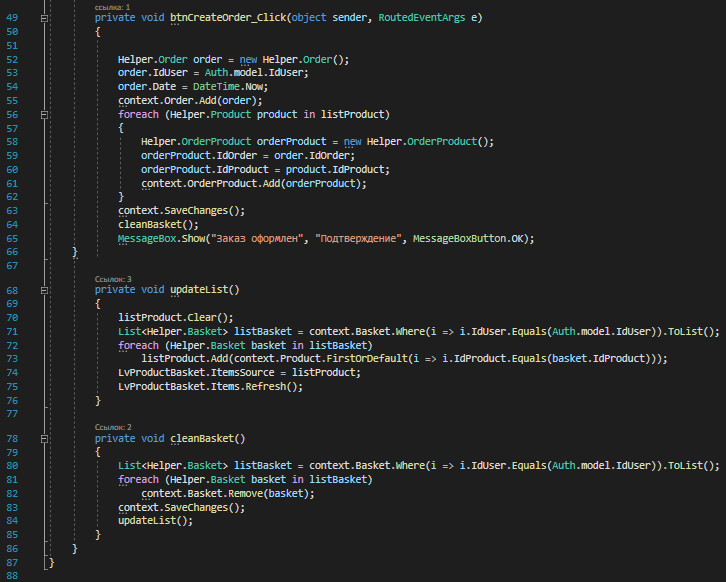 ссылка: 1
49 private void btnCreateOrder_Click(object sender, RoutedEventArgs e)
50 {
51
52 Helper.Order order = new Helper.Order();
53 order.IdUser = Auth.model.IdUser;
54 order.Date = DateTime.Now;
55 context.Order.Add(order);
56 foreach (Helper.Product product in listProduct)
57 {
58 Helper.OrderProduct orderProduct = new Helper.OrderProduct();
59 orderProduct.IdOrder = order.IdOrder;
60 orderProduct.IdProduct = product.IdProduct;
61 context.OrderProduct.Add(orderProduct);
62 }
63 context.SaveChanges();
64 cleanBasket();
65 MessageBox.Show("Заказ оформлен", "Подтверждение", MessageBoxButton.OK);
66 }
67
Ссылок: 3
68 private void updateList()
69 {
70 listProduct.Clear();
71 List<Helper.Basket> listBasket = context.Basket.Where(i => i.IdUser.Equals(Auth.model.IdUser)).ToList();
72 foreach (Helper.Basket basket in listBasket)
73 listProduct.Add(context.Product.FirstOrDefault(i => i.IdProduct.Equals(basket.IdProduct)));
74 LvProductBasket.ItemsSource = listProduct;
75 LvProductBasket.Items.Refresh();
76 }
77
Ссылок: 2
78 private void cleanBasket()
79 {
80 List<Helper.Basket> listBasket = context.Basket.Where(i => i.IdUser.Equals(Auth.model.IdUser)).ToList();
81 foreach (Helper.Basket basket in listBasket)
82 context.Basket.Remove(basket);
83 context.SaveChanges();
84 updateList();
85 }
86 }
87 }
88